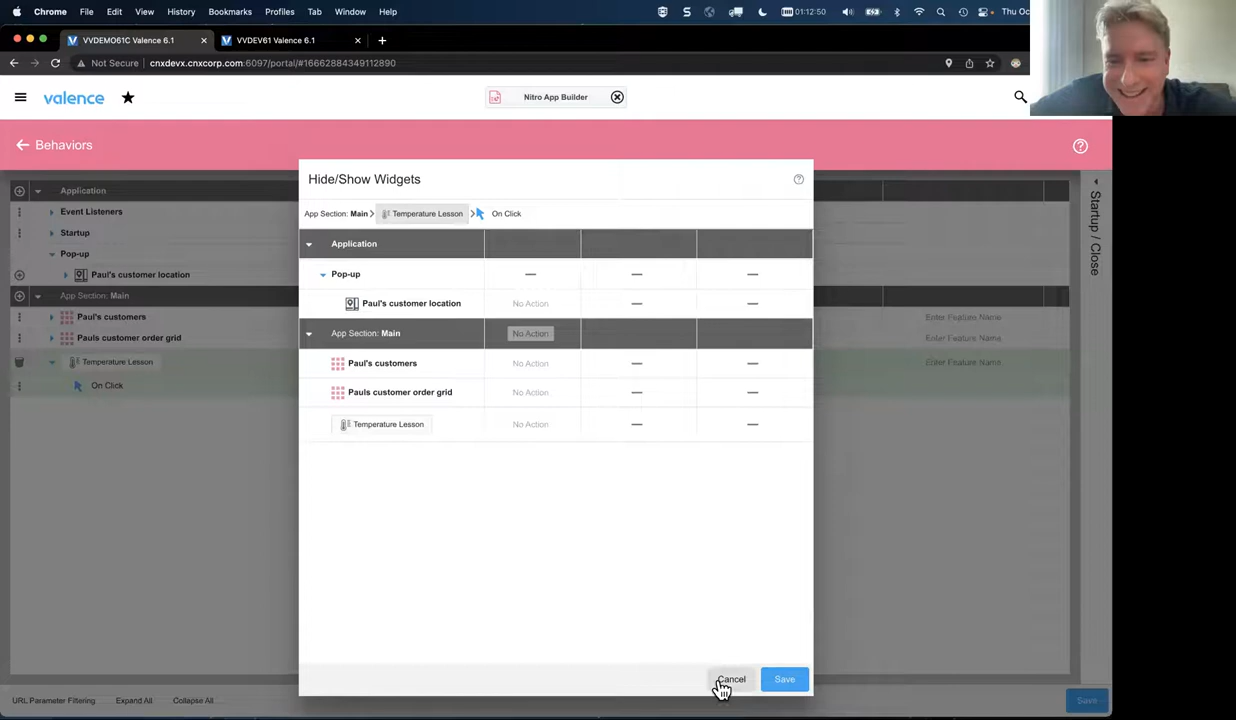 Chrome File Edit View History Bookmarks Profiles Tab Window Help 01:12:50 Thu Oc
VVDEMO61C Valence 6.1 VVDEV61 Valence 6.1
Not Secure cnxdevx.cnxcorp.com:6097/portal/#16662884349112890
valence Nitro App Builder
Behaviors
Application
Event Listeners
Startup
Pop-up
Paul's customer location
App Section: Main
Paul's customers Enter Feature Name
Pauls customer order grid Enter Feature Name
Temperature Lesson Enter Feature Name
On Click
Startup / Close
Hide/Show Widgets
App Section: Main Temperature Lesson On Click
Application
Pop-up — — —
Paul's customer location No Action — —
App Section: Main No Action
Paul's customers No Action — —
Pauls customer order grid No Action — —
Temperature Lesson No Action — —
Cancel Save
URL Parameter Filtering Expand All Collapse All Save